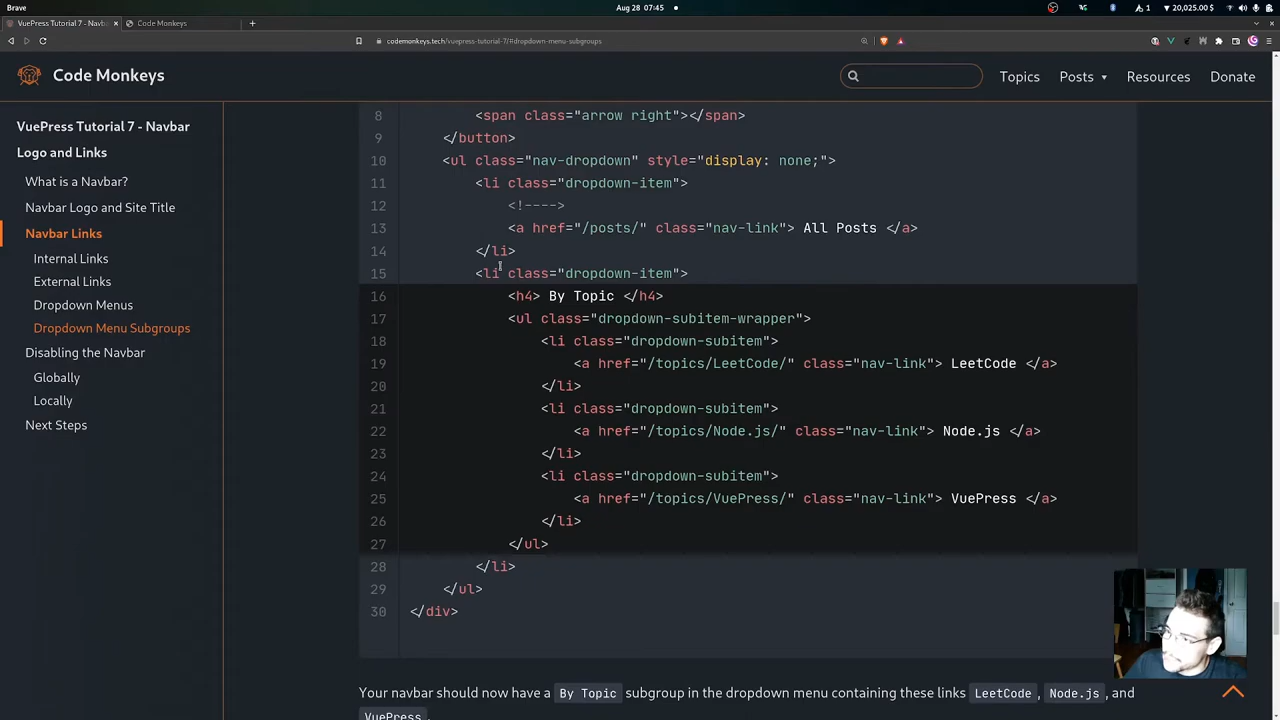 Brave
Aug 28 07:45
1
20,025.00 $
VuePress Tutorial 7 - Navba
Code Monkeys
codemonkeys.tech/vuepress-tutorial-7/#dropdown-menu-subgroups
Code Monkeys
Topics
Posts
Resources
Donate
VuePress Tutorial 7 - Navbar
Logo and Links
What is a Navbar?
Navbar Logo and Site Title
Navbar Links
Internal Links
External Links
Dropdown Menus
Dropdown Menu Subgroups
Disabling the Navbar
Globally
Locally
Next Steps
8 <span class="arrow right"></span>
9 </button>
10 <ul class="nav-dropdown" style="display: none;">
11 <li class="dropdown-item">
12 <!---->
13 <a href="/posts/" class="nav-link"> All Posts </a>
14 </li>
15 <li class="dropdown-item">
16 <h4> By Topic </h4>
17 <ul class="dropdown-subitem-wrapper">
18 <li class="dropdown-subitem">
19 <a href="/topics/LeetCode/" class="nav-link"> LeetCode </a>
20 </li>
21 <li class="dropdown-subitem">
22 <a href="/topics/Node.js/" class="nav-link"> Node.js </a>
23 </li>
24 <li class="dropdown-subitem">
25 <a href="/topics/VuePress/" class="nav-link"> VuePress </a>
26 </li>
27 </ul>
28 </li>
29 </ul>
30 </div>
Your navbar should now have a By Topic subgroup in the dropdown menu containing these links LeetCode, Node.js, and
VuePress.